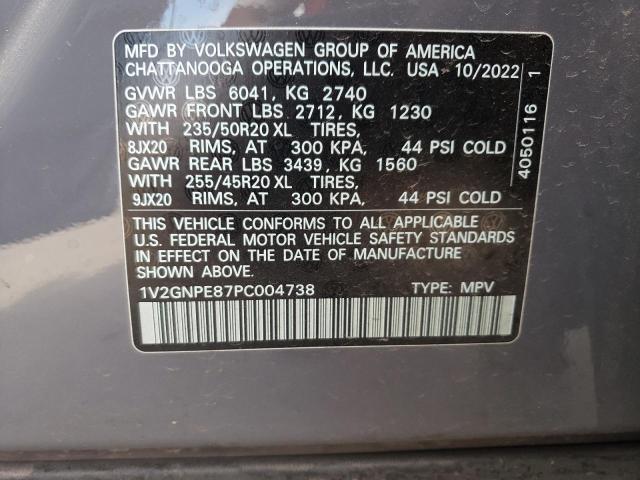 MFD BY VOLKSWAGEN GROUP OF AMERICA
CHATTANOOGA OPERATIONS, LLC. USA 10/2022
GVWR LBS 6041, KG 2740
GAWR FRONT LBS 2712, KG 1230
WITH 235/50R20 XL TIRES,
8JX20 RIMS, AT 300 KPA, 44 PSI COLD
GAWR REAR LBS 3439, KG 1560
WITH 255/45R20 XL TIRES,
9JX20 RIMS, AT 300 KPA, 44 PSI COLD
THIS VEHICLE CONFORMS TO ALL APPLICABLE
U.S. FEDERAL MOTOR VEHICLE SAFETY STANDARDS
IN EFFECT ON THE DATE OF MANUFACTURE
SHOWN ABOVE.
1V2GNPE87PC004738 TYPE: MPV
4050116 1